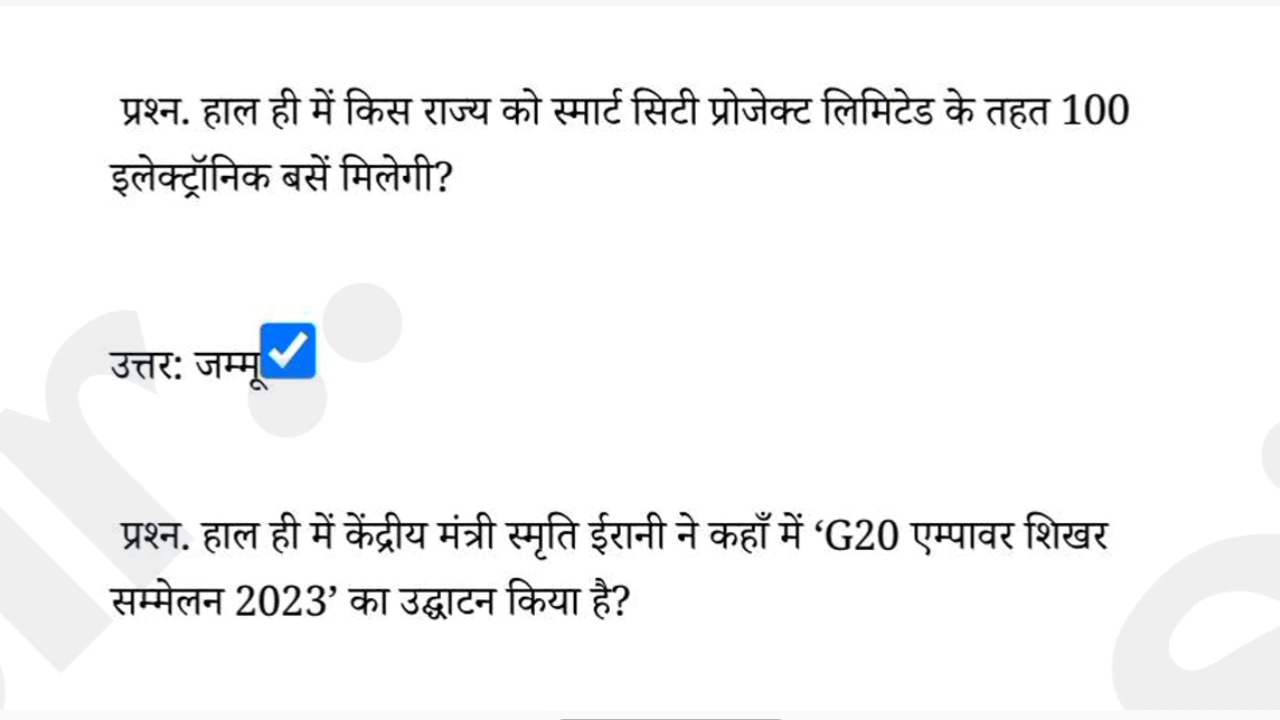 प्रश्न. हाल ही में किस राज्य को स्मार्ट सिटी प्रोजेक्ट लिमिटेड के तहत 100
इलेक्ट्रॉनिक बसें मिलेगी?
उत्तर: जम्मू
प्रश्न. हाल ही में केंद्रीय मंत्री स्मृति ईरानी ने कहाँ में ‘G20 एम्पावर शिखर
सम्मेलन 2023’ का उद्घाटन किया है?